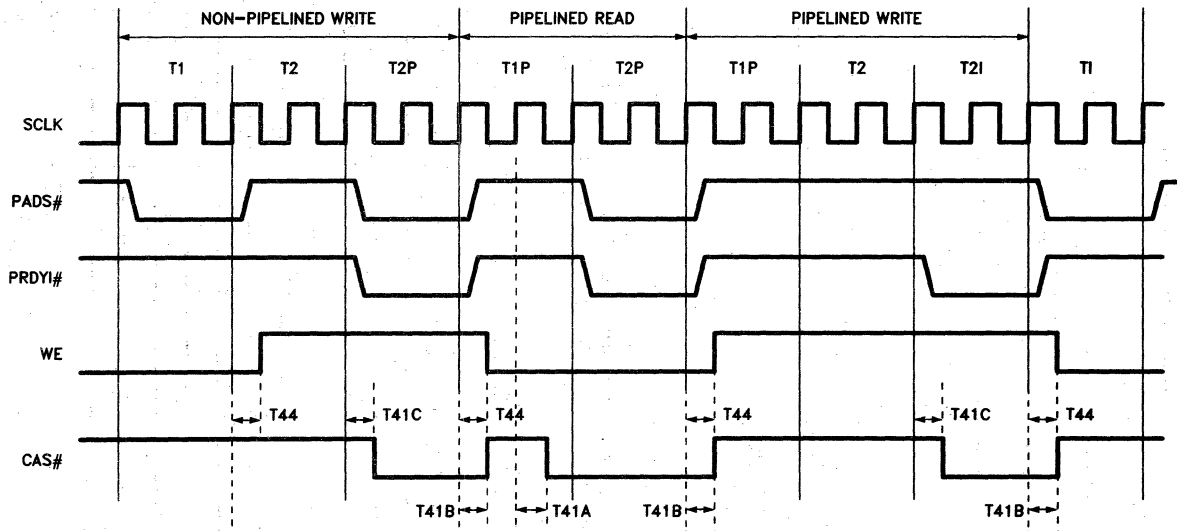 NON-PIPELINED WRITE PIPELINED READ PIPELINED WRITE
T1 T2 T2P T1P T2P T1P T2 T2I TI
SCLK
PADS#
PRDYI#
WE
T44 T41C T44 T44 T41C T44
CAS#
T41B T41A T41B T41B